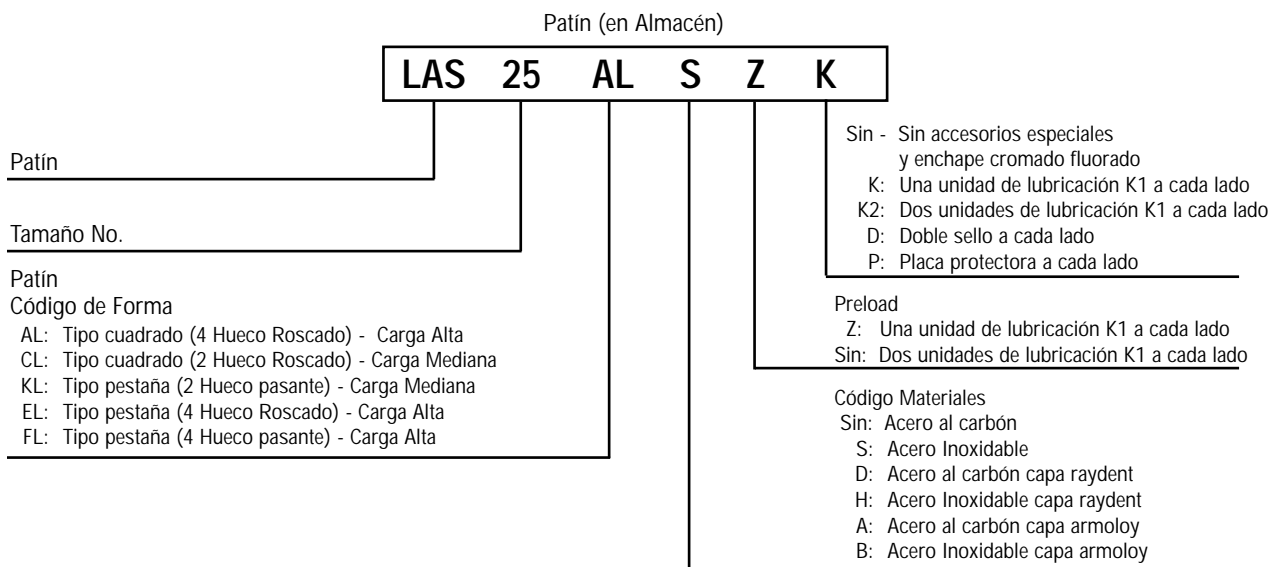 Patín (en Almacén)
LAS 25 AL S Z K
Patín
Tamaño No.
Patín
Código de Forma
AL: Tipo cuadrado (4 Hueco Roscado) - Carga Alta
CL: Tipo cuadrado (2 Hueco Roscado) - Carga Mediana
KL: Tipo pestaña (2 Hueco pasante) - Carga Mediana
EL: Tipo pestaña (4 Hueco Roscado) - Carga Alta
FL: Tipo pestaña (4 Hueco pasante) - Carga Alta
Sin - Sin accesorios especiales
y enchape cromado fluorado
K: Una unidad de lubricación K1 a cada lado
K2: Dos unidades de lubricación K1 a cada lado
D: Doble sello a cada lado
P: Placa protectora a cada lado
Preload
Z: Una unidad de lubricación K1 a cada lado
Sin: Dos unidades de lubricación K1 a cada lado
Código Materiales
Sin: Acero al carbón
S: Acero Inoxidable
D: Acero al carbón capa raydent
H: Acero Inoxidable capa raydent
A: Acero al carbón capa armoloy
B: Acero Inoxidable capa armoloy